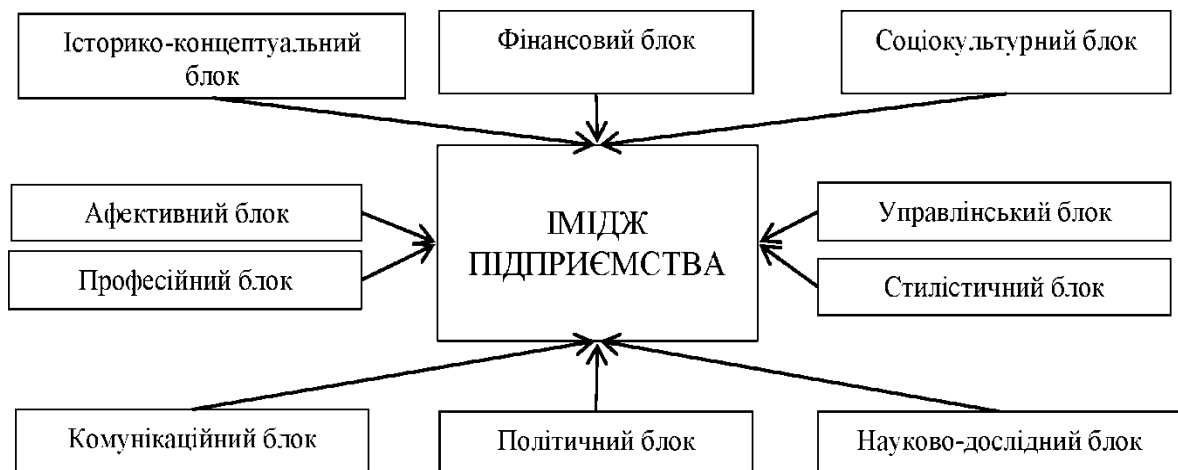 Історико-концептуальний
блок
Фінансовий блок
Соціокультурний блок
Афективний блок
Професійний блок
ІМІДЖ
ПІДПРИЄМСТВА
Управлінський блок
Стилістичний блок
Комунікаційний блок
Політичний блок
Науково-дослідний блок